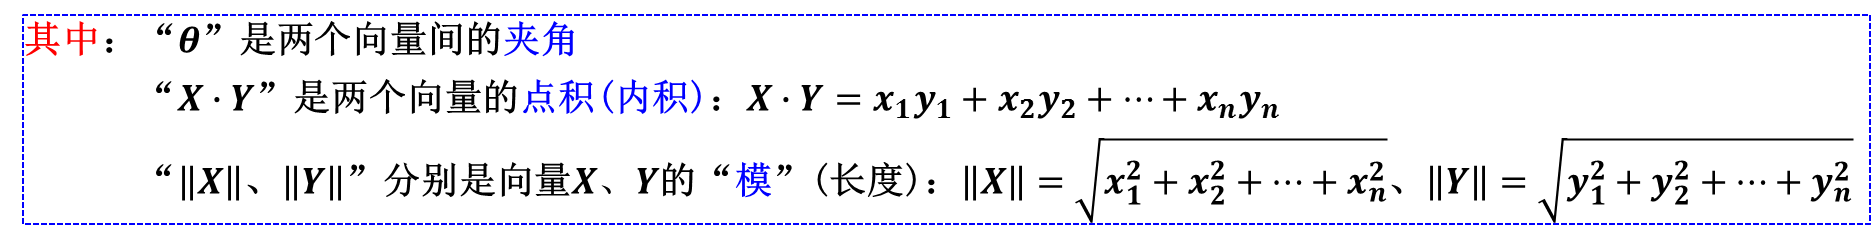 其中：“θ”是两个向量间的夹角
“X · Y”是两个向量的点积(内积)：X · Y = x₁y₁ + x₂y₂ + ⋯ + xₙyₙ
“‖X‖、‖Y‖”分别是向量X、Y的“模”(长度)：‖X‖ = √(x₁² + x₂² + ⋯ + xₙ²)、‖Y‖ = √(y₁² + y₂² + ⋯ + yₙ²)